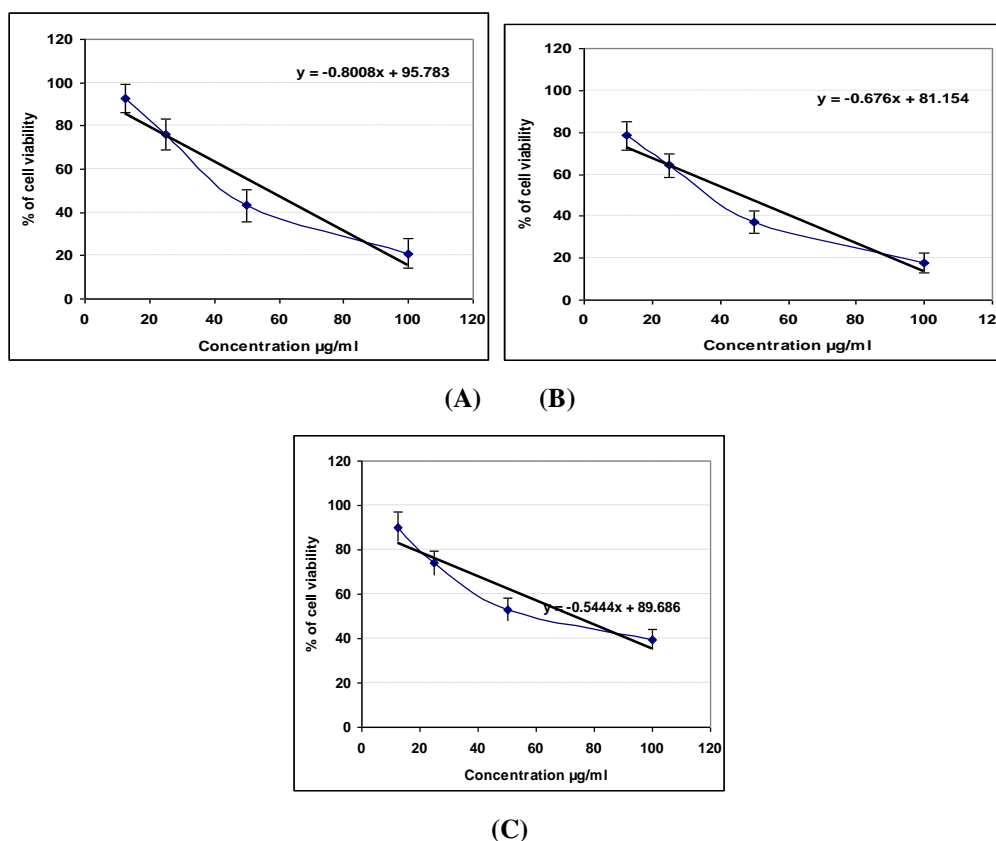 120
100
80
60
40
20
0
% of cell viability
y = -0.8008x + 95.783
0 20 40 60 80 100 120
Concentration µg/ml
120
100
80
60
40
20
0
% of cell viability
y = -0.676x + 81.154
0 20 40 60 80 100 12
Concentration µg/ml
(A) (B)
120
100
80
60
40
20
0
% of cell viability
y = -0.5444x + 89.686
0 20 40 60 80 100 120
Concentration µg/ml
(C)